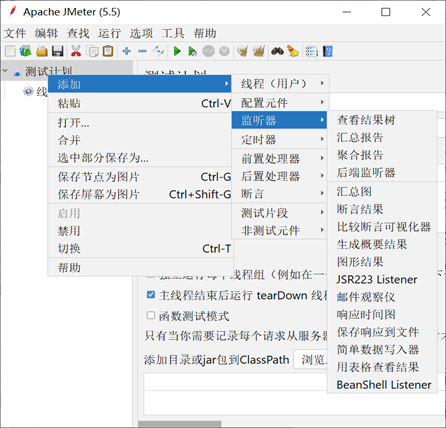 Apache JMeter (5.5)
文件 编辑 查找 运行 选项 工具 帮助
测试计划
线
添加
粘贴 Ctrl-V
打开...
合并
选中部分保存为...
保存节点为图片 Ctrl-G
保存屏幕为图片 Ctrl+Shift-G
启用
禁用
切换 Ctrl-T
帮助
线程（用户）
配置元件
监听器
定时器
前置处理器
后置处理器
断言
测试片段
非测试元件
查看结果树
汇总报告
聚合报告
后端监听器
汇总图
断言结果
比较断言可视化器
生成概要结果
图形结果
JSR223 Listener
邮件观察仪
响应时间图
保存响应到文件
简单数据写入器
用表格查看结果
BeanShell Listener
独立运行每个线程组（例如在一
主线程结束后运行 tearDown 线程
函数测试模式
只有当你需要记录每个请求从服务器
添加目录或jar包到ClassPath 浏览...